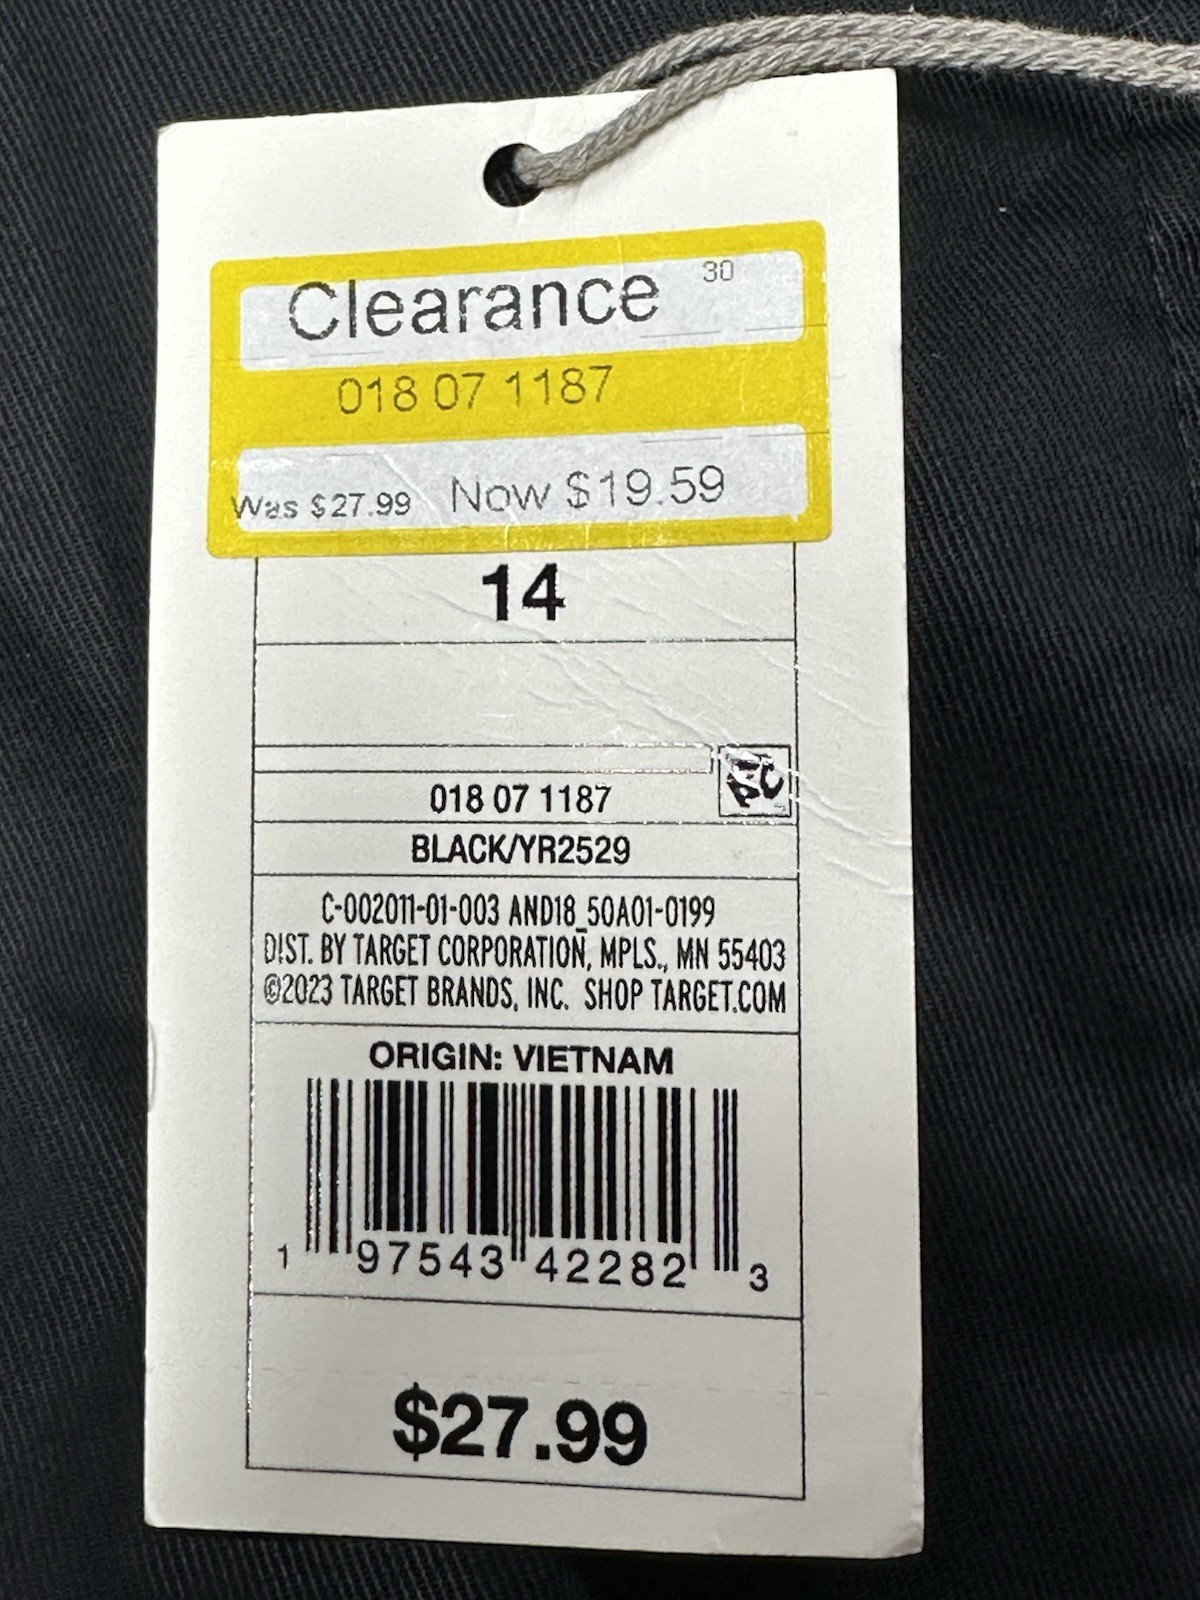 Clearance 30
018 07 1187
Was $27.99 Now $19.59
14
018 07 1187
BLACK/YR2529
C-002011-01-003 AND18_50A01-0199
DIST. BY TARGET CORPORATION, MPLS., MN 55403
©2023 TARGET BRANDS, INC. SHOP TARGET.COM
ORIGIN: VIETNAM
1 97543 42282 3
$27.99